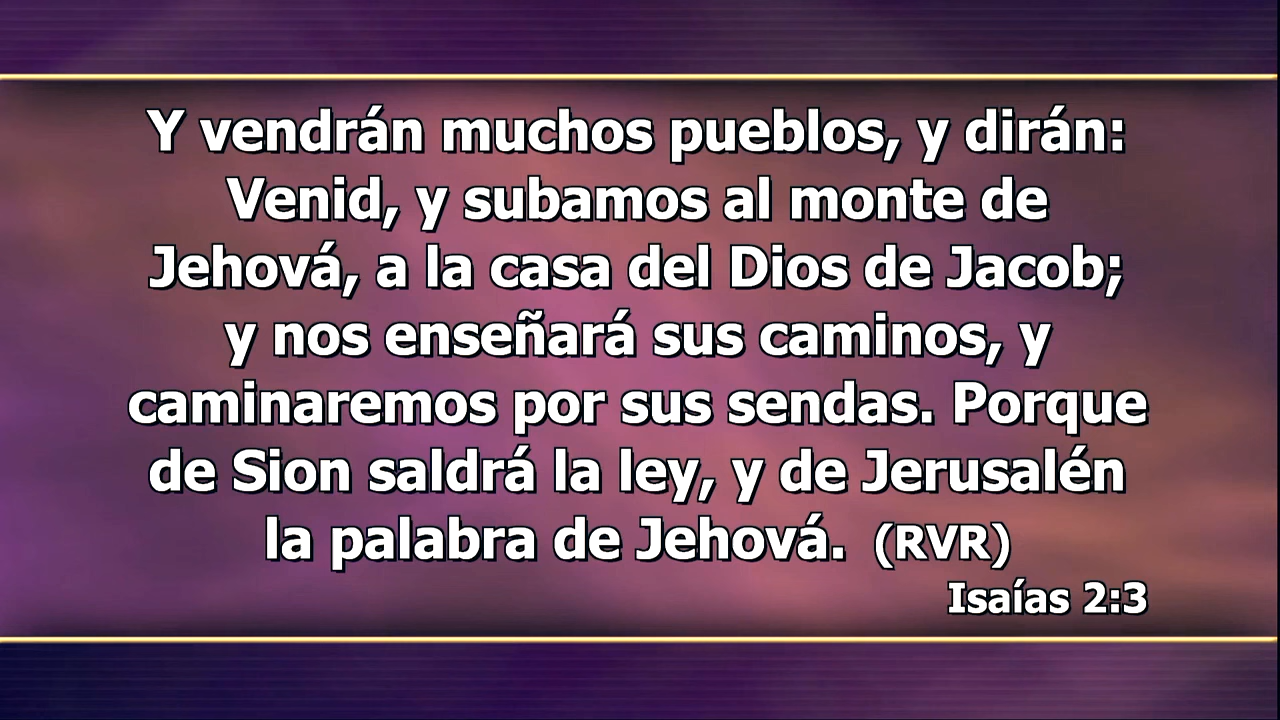 Y vendrán muchos pueblos, y dirán:
Venid, y subamos al monte de
Jehová, a la casa del Dios de Jacob;
y nos enseñará sus caminos, y
caminaremos por sus sendas. Porque
de Sion saldrá la ley, y de Jerusalén
la palabra de Jehová. (RVR)
Isaías 2:3